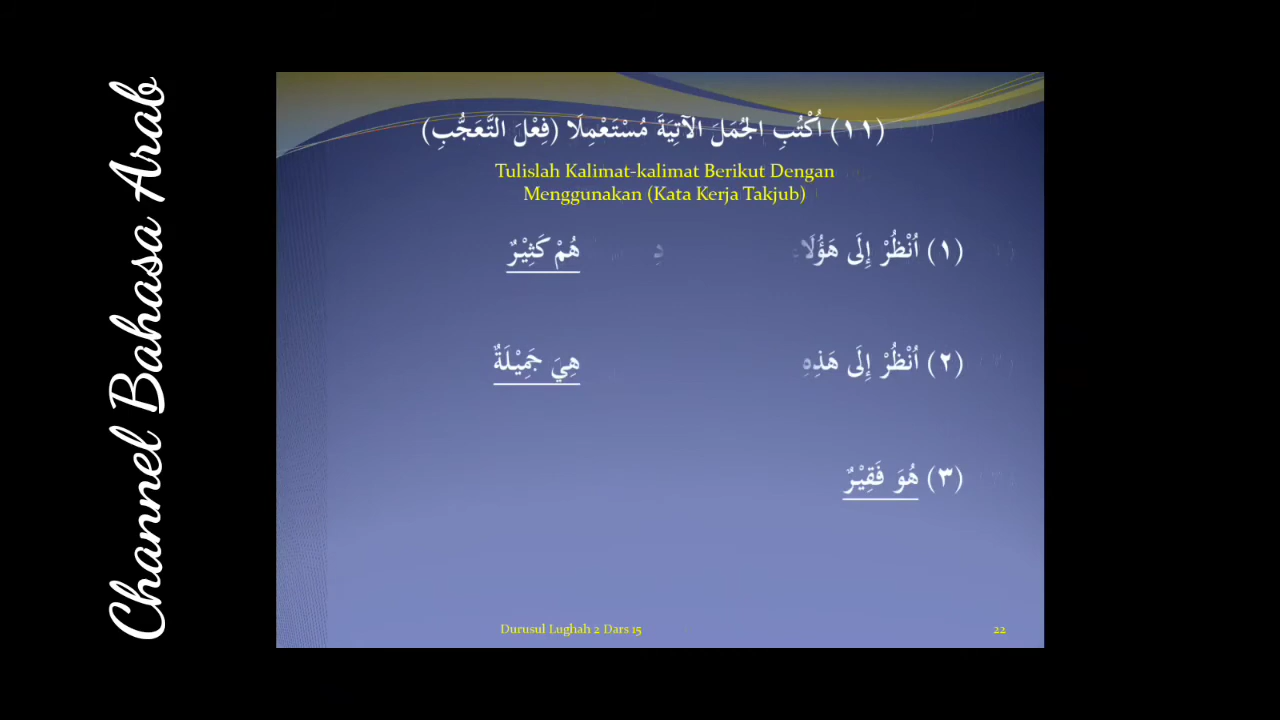 Channel Bahasa Arab
(١١) اُكْتُبِ الْجُمَلَ الْآتِيَةَ مُسْتَعْمِلًا (فِعْلَ التَّعَجُّبِ)
Tulislah Kalimat-kalimat Berikut Dengan
Menggunakan (Kata Kerja Takjub)
(١) اُنْظُرْ إِلَى هَؤُلَاءِ هُمْ كَثِيْرٌ
(٢) اُنْظُرْ إِلَى هَذِهِ هِيَ جَمِيْلَةٌ
(٣) هُوَ فَقِيْرٌ
Durusul Lughah 2 Dars 15
22